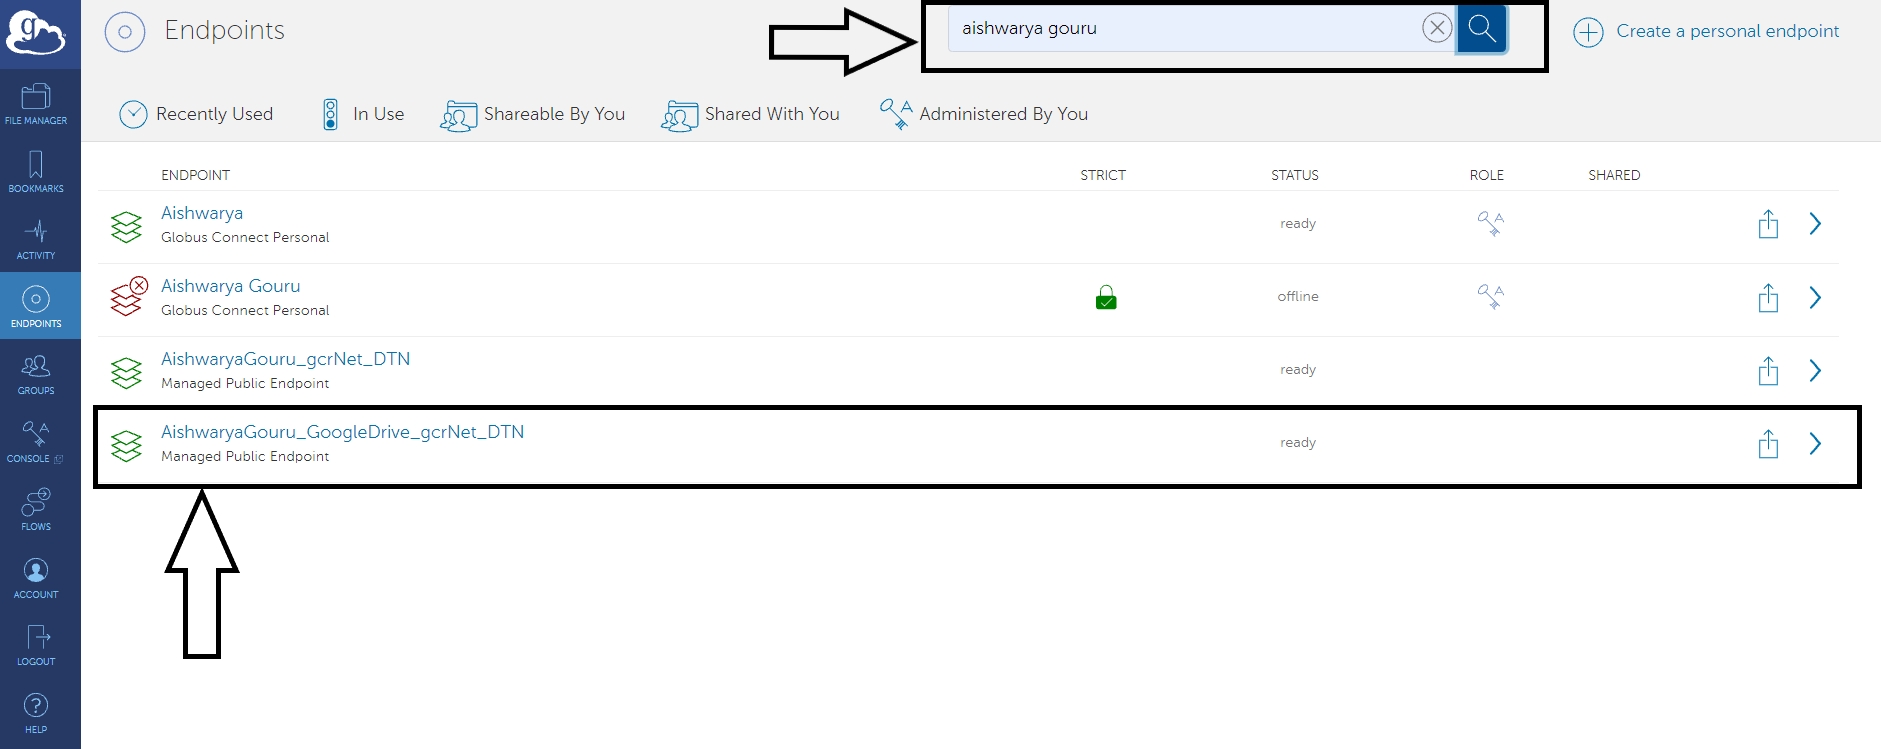 g
Endpoints
aishwarya gouru
Create a personal endpoint
Recently Used
In Use
Shareable By You
Shared With You
A
Administered By You
FILE MANAGER
BOOKMARKS
ACTIVITY
ENDPOINTS
GROUPS
A
CONSOLE
FLOWS
ACCOUNT
LOGOUT
?
HELP
ENDPOINT STRICT STATUS ROLE SHARED
Aishwarya
Globus Connect Personal
ready
A
Aishwarya Gouru
Globus Connect Personal
offline
A
AishwaryaGouru_gcrNet_DTN
Managed Public Endpoint
ready
AishwaryaGouru_GoogleDrive_gcrNet_DTN
Managed Public Endpoint
ready